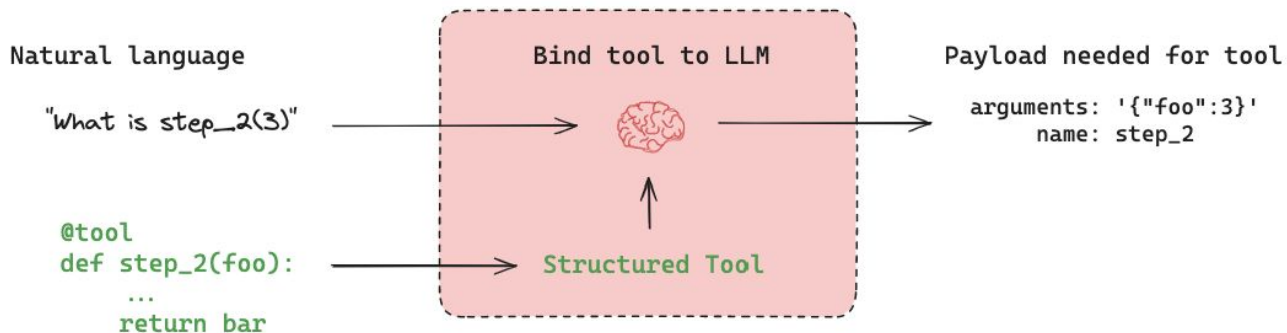 Natural language
Bind tool to LLM
Payload needed for tool
"What is step_2(3)"
arguments: '{"foo":3}'
name: step_2
@tool
def step_2(foo):
...
return bar
Structured Tool